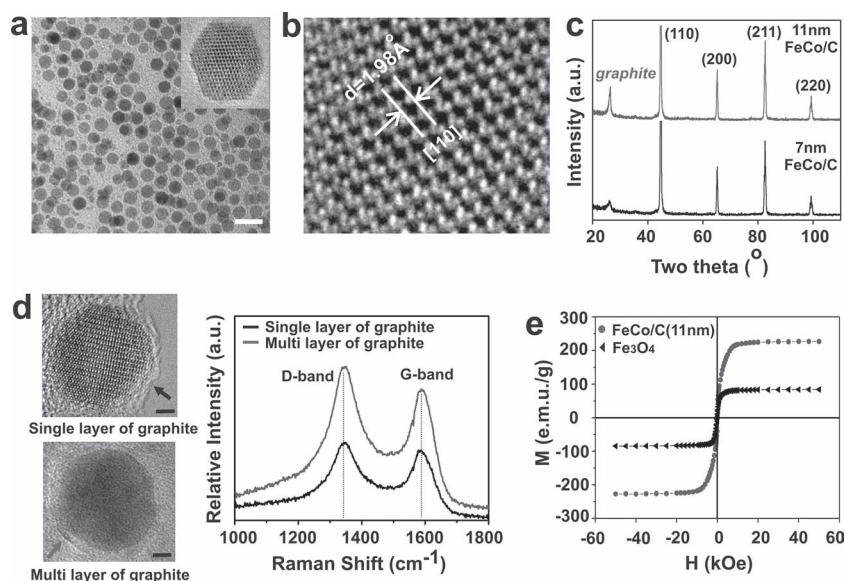 a
b
d=1.98Å
[110]
c
Intensity (a.u.)
graphite
(110)
(200)
(211)
(220)
11nm
FeCo/C
7nm
FeCo/C
20 40 60 80 100
Two theta (°)
d
Single layer of graphite
Multi layer of graphite
Relative Intensity (a.u.)
Single layer of graphite
Multi layer of graphite
D-band
G-band
1000 1200 1400 1600 1800
Raman Shift (cm⁻¹)
e
M (e.m.u./g)
300
200
100
0
-100
-200
-300
FeCo/C(11nm)
Fe₃O₄
-60 -40 -20 0 20 40 60
H (kOe)